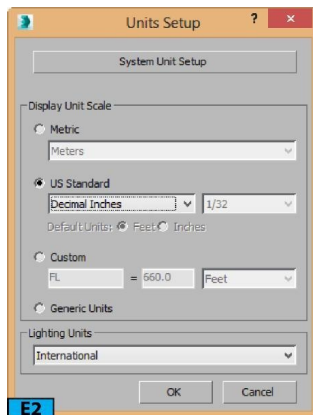 Units Setup ? ×
System Unit Setup
Display Unit Scale
Metric
Meters
US Standard
Decimal Inches 1/32
Default Units: Feet Inches
Custom
FL = 660.0 Feet
Generic Units
Lighting Units
International
OK Cancel
E2